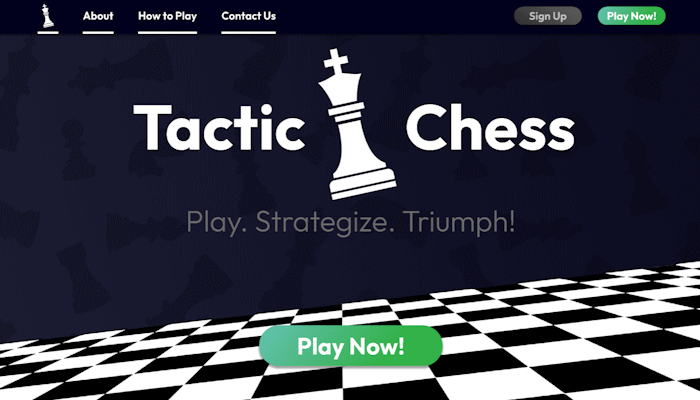 About How to Play Contact Us Sign Up Play Now!
Tactic Chess
Play. Strategize. Triumph!
Play Now!